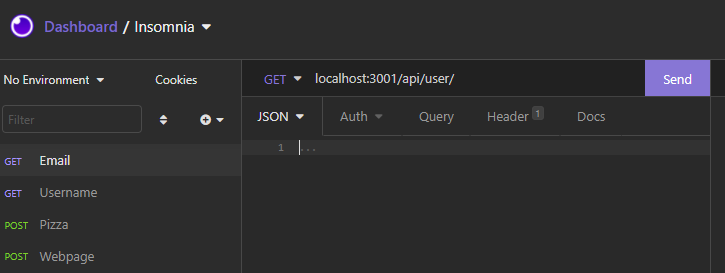 Dashboard / Insomnia
No Environment
Cookies
GET localhost:3001/api/user/ Send
Filter
JSON Auth Query Header 1 Docs
1 ...
GET Email
GET Username
POST Pizza
POST Webpage